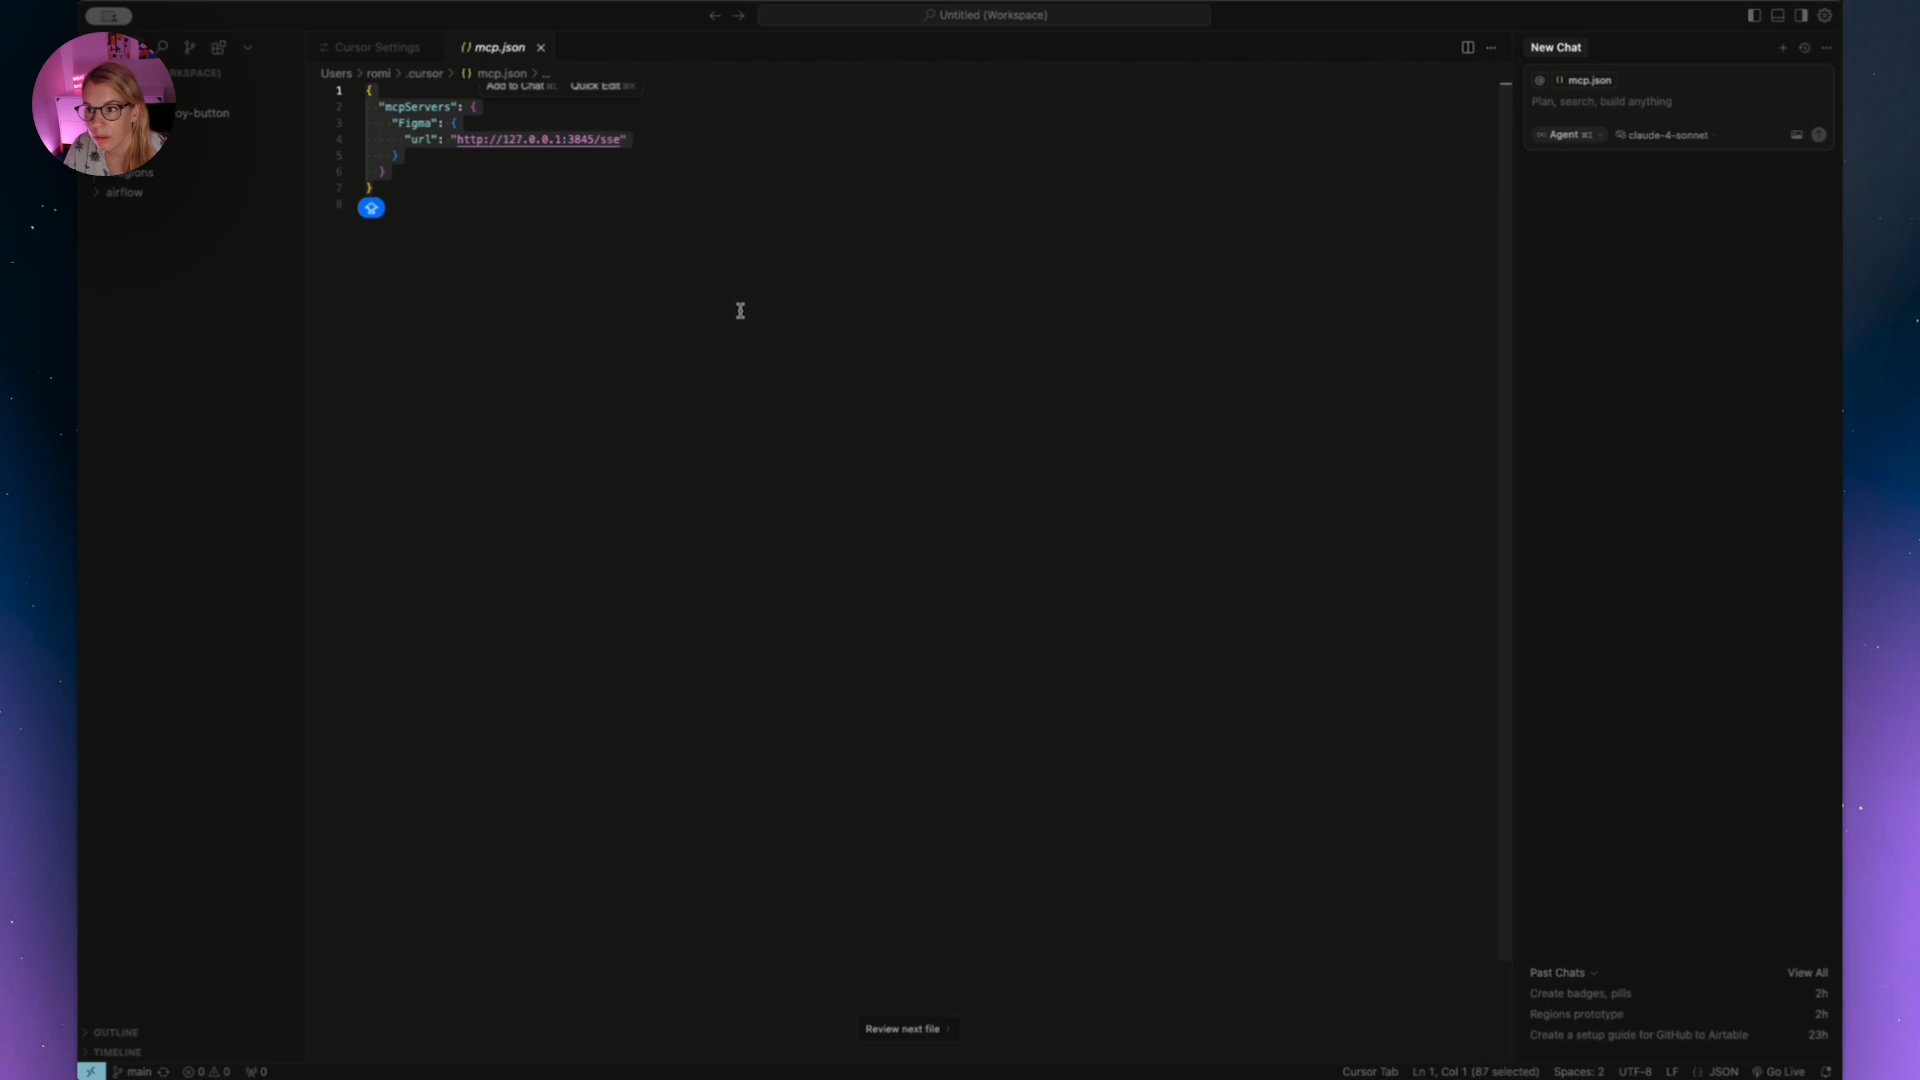 Untitled (Workspace)
Cursor Settings
mcp.json
New Chat
Users > romi > .cursor > mcp.json > ...
Add to Chat Quick Edit
mcp.json
Plan, search, build anything
Agent claude-4-sonnet
1 {
2 "mcpServers": {
3 "Figma": {
4 "url": "http://127.0.0.1:3845/sse"
5 }
6 }
7 }
8
airflow
Past Chats View All
Create badges, pills 2h
Regions prototype 2h
Create a setup guide for GitHub to Airtable 23h
Review next file
OUTLINE
TIMELINE
main 0 0 0
Cursor Tab Ln 1, Col 1 (87 selected) Spaces: 2 UTF-8 LF {} JSON Go Live